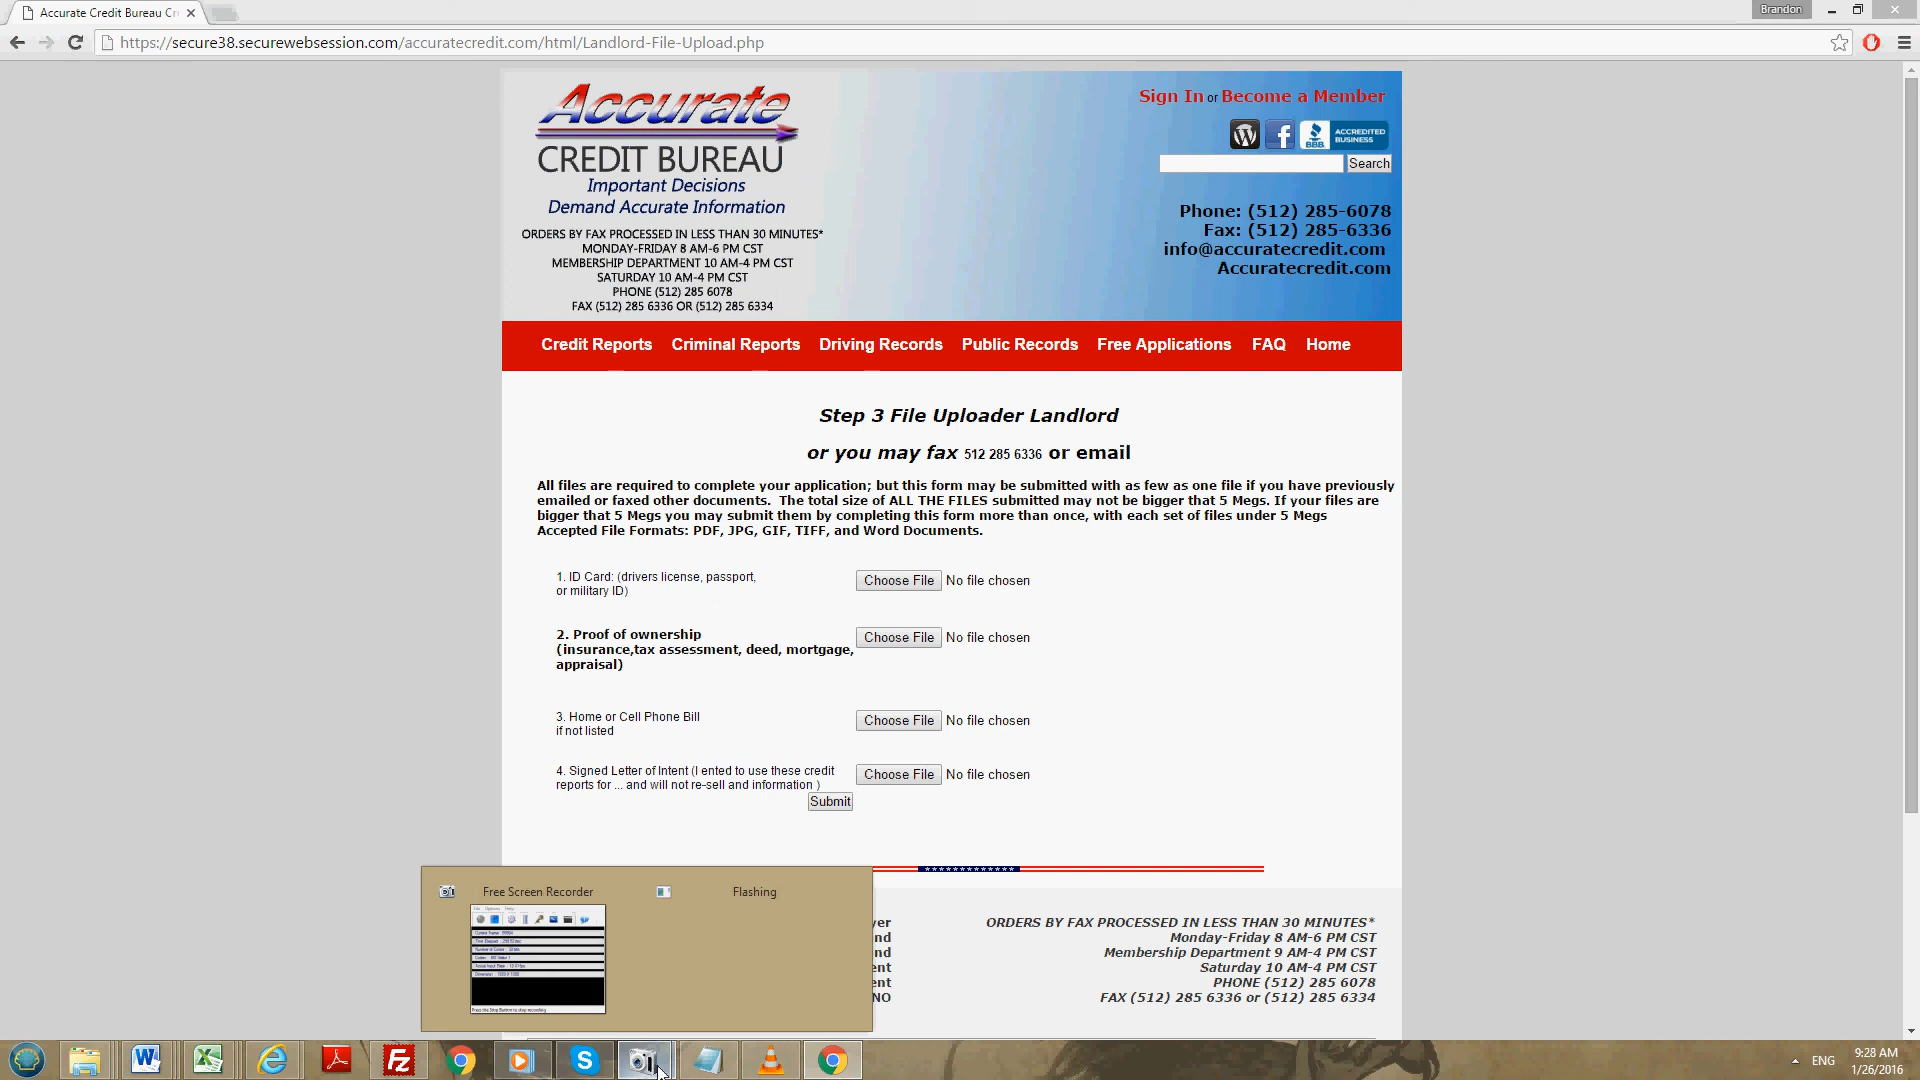 Accurate Credit Bureau Cr
Brandon
https://secure38.securewebsession.com/accuratecredit.com/html/Landlord-File-Upload.php
Accurate
CREDIT BUREAU
Important Decisions
Demand Accurate Information
ORDERS BY FAX PROCESSED IN LESS THAN 30 MINUTES*
MONDAY-FRIDAY 8 AM-6 PM CST
MEMBERSHIP DEPARTMENT 10 AM-4 PM CST
SATURDAY 10 AM-4 PM CST
PHONE (512) 285 6078
FAX (512) 285 6336 OR (512) 285 6334
Sign In or Become a Member
BBB. ACCREDITED BUSINESS
Search
Phone: (512) 285-6078
Fax: (512) 285-6336
info@accuratecredit.com
Accuratecredit.com
Credit Reports Criminal Reports Driving Records Public Records Free Applications FAQ Home
Step 3 File Uploader Landlord
or you may fax 512 285 6336 or email
All files are required to complete your application; but this form may be submitted with as few as one file if you have previously
emailed or faxed other documents. The total size of ALL THE FILES submitted may not be bigger that 5 Megs. If your files are
bigger that 5 Megs you may submit them by completing this form more than once, with each set of files under 5 Megs
Accepted File Formats: PDF, JPG, GIF, TIFF, and Word Documents.
1. ID Card: (drivers license, passport,
or military ID)
Choose File No file chosen
2. Proof of ownership
(insurance,tax assessment, deed, mortgage,
appraisal)
Choose File No file chosen
3. Home or Cell Phone Bill
if not listed
Choose File No file chosen
4. Signed Letter of Intent (I ented to use these credit
reports for ... and will not re-sell and information )
Choose File No file chosen
Submit
Free Screen Recorder
Flashing
yer
nd
nd
ent
ent
NO
ORDERS BY FAX PROCESSED IN LESS THAN 30 MINUTES*
Monday-Friday 8 AM-6 PM CST
Membership Department 9 AM-4 PM CST
Saturday 10 AM-4 PM CST
PHONE (512) 285 6078
FAX (512) 285 6336 or (512) 285 6334
ENG
9:28 AM
1/26/2016